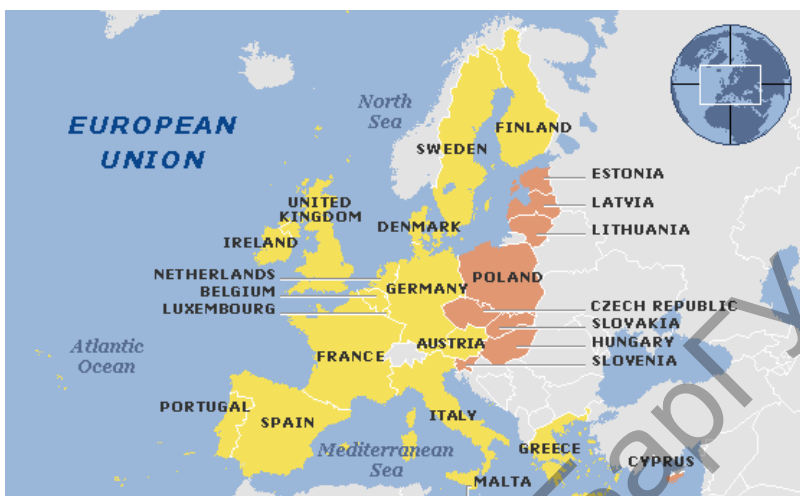 EUROPEAN
UNION
North
Sea
FINLAND
SWEDEN
ESTONIA
LATVIA
LITHUANIA
UNITED
KINGDOM
DENMARK
IRELAND
NETHERLANDS
BELGIUM
LUXEMBOURG
GERMANY
POLAND
CZECH REPUBLIC
SLOVAKIA
HUNGARY
SLOVENIA
AUSTRIA
FRANCE
Atlantic
Ocean
PORTUGAL
SPAIN
ITALY
Mediterranean
Sea
GREECE
CYPRUS
MALTA